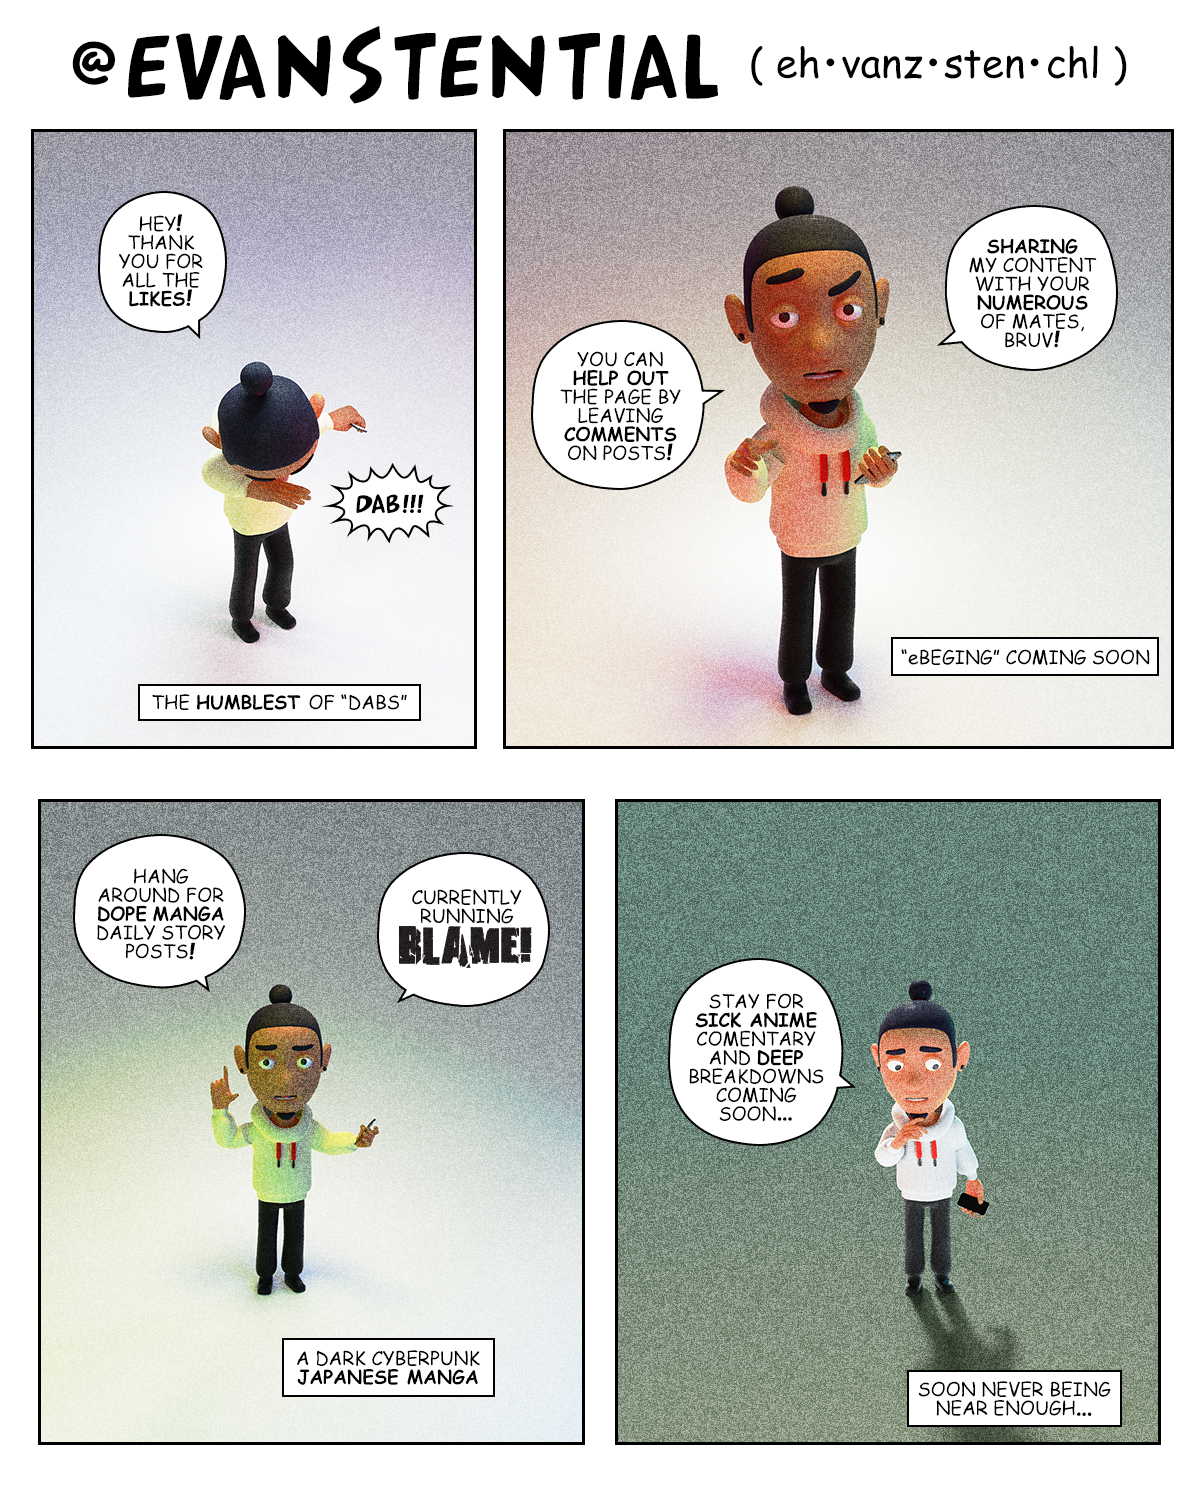 @EVANSTENTIAL ( eh•vanz•sten•chl )
HEY!
THANK
YOU FOR
ALL THE
LIKES!
DAB!!!
THE HUMBLEST OF “DABS”
YOU CAN
HELP OUT
THE PAGE BY
LEAVING
COMMENTS
ON POSTS!
SHARING
MY CONTENT
WITH YOUR
NUMEROUS
OF MATES,
BRUV!
“eBEGING” COMING SOON
HANG
AROUND FOR
DOPE MANGA
DAILY STORY
POSTS!
CURRENTLY
RUNNING
BLAME!
A DARK CYBERPUNK
JAPANESE MANGA
STAY FOR
SICK ANIME
COMENTARY
AND DEEP
BREAKDOWNS
COMING
SOON...
SOON NEVER BEING
NEAR ENOUGH...